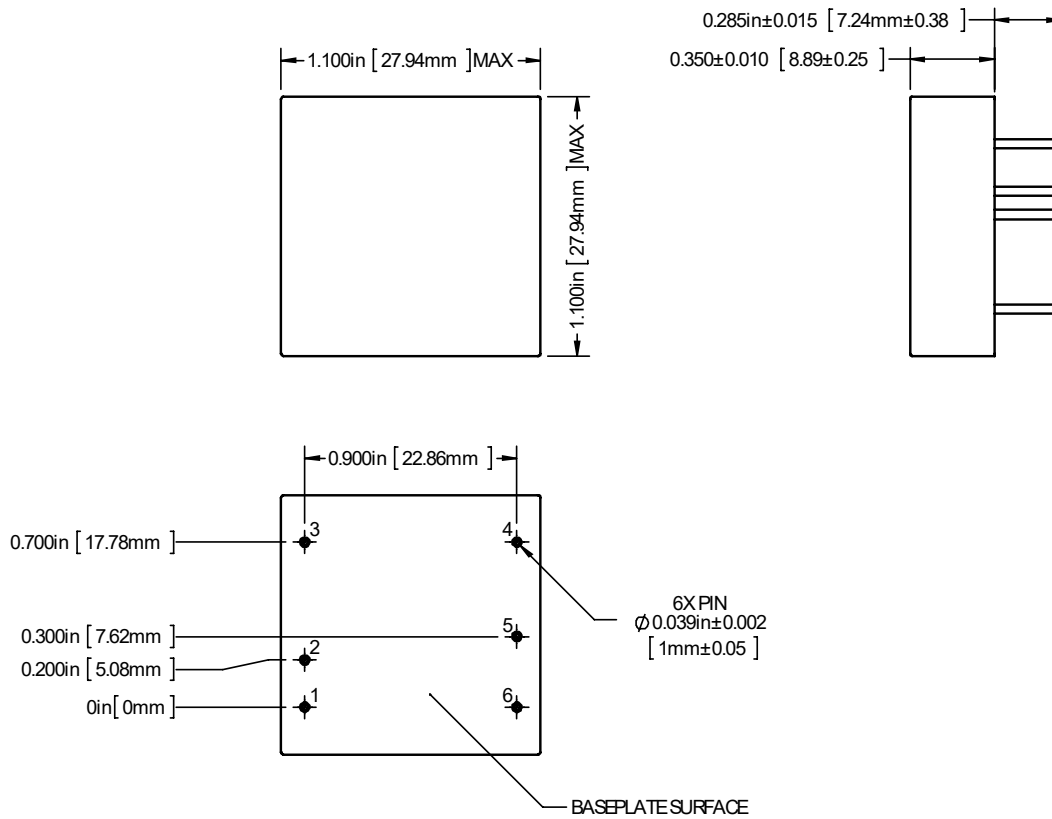 0.285in±0.015 [ 7.24mm±0.38 ]
0.350±0.010 [ 8.89±0.25 ]
1.100in [ 27.94mm ] MAX
1.100in [ 27.94mm ] MAX
0.900in [ 22.86mm ]
0.700in [ 17.78mm ]
3
4
6X PIN
Ø 0.039in±0.002
[ 1mm±0.05 ]
0.300in [ 7.62mm ]
5
0.200in [ 5.08mm ]
2
0in [ 0mm ]
1
6
BASEPLATE SURFACE